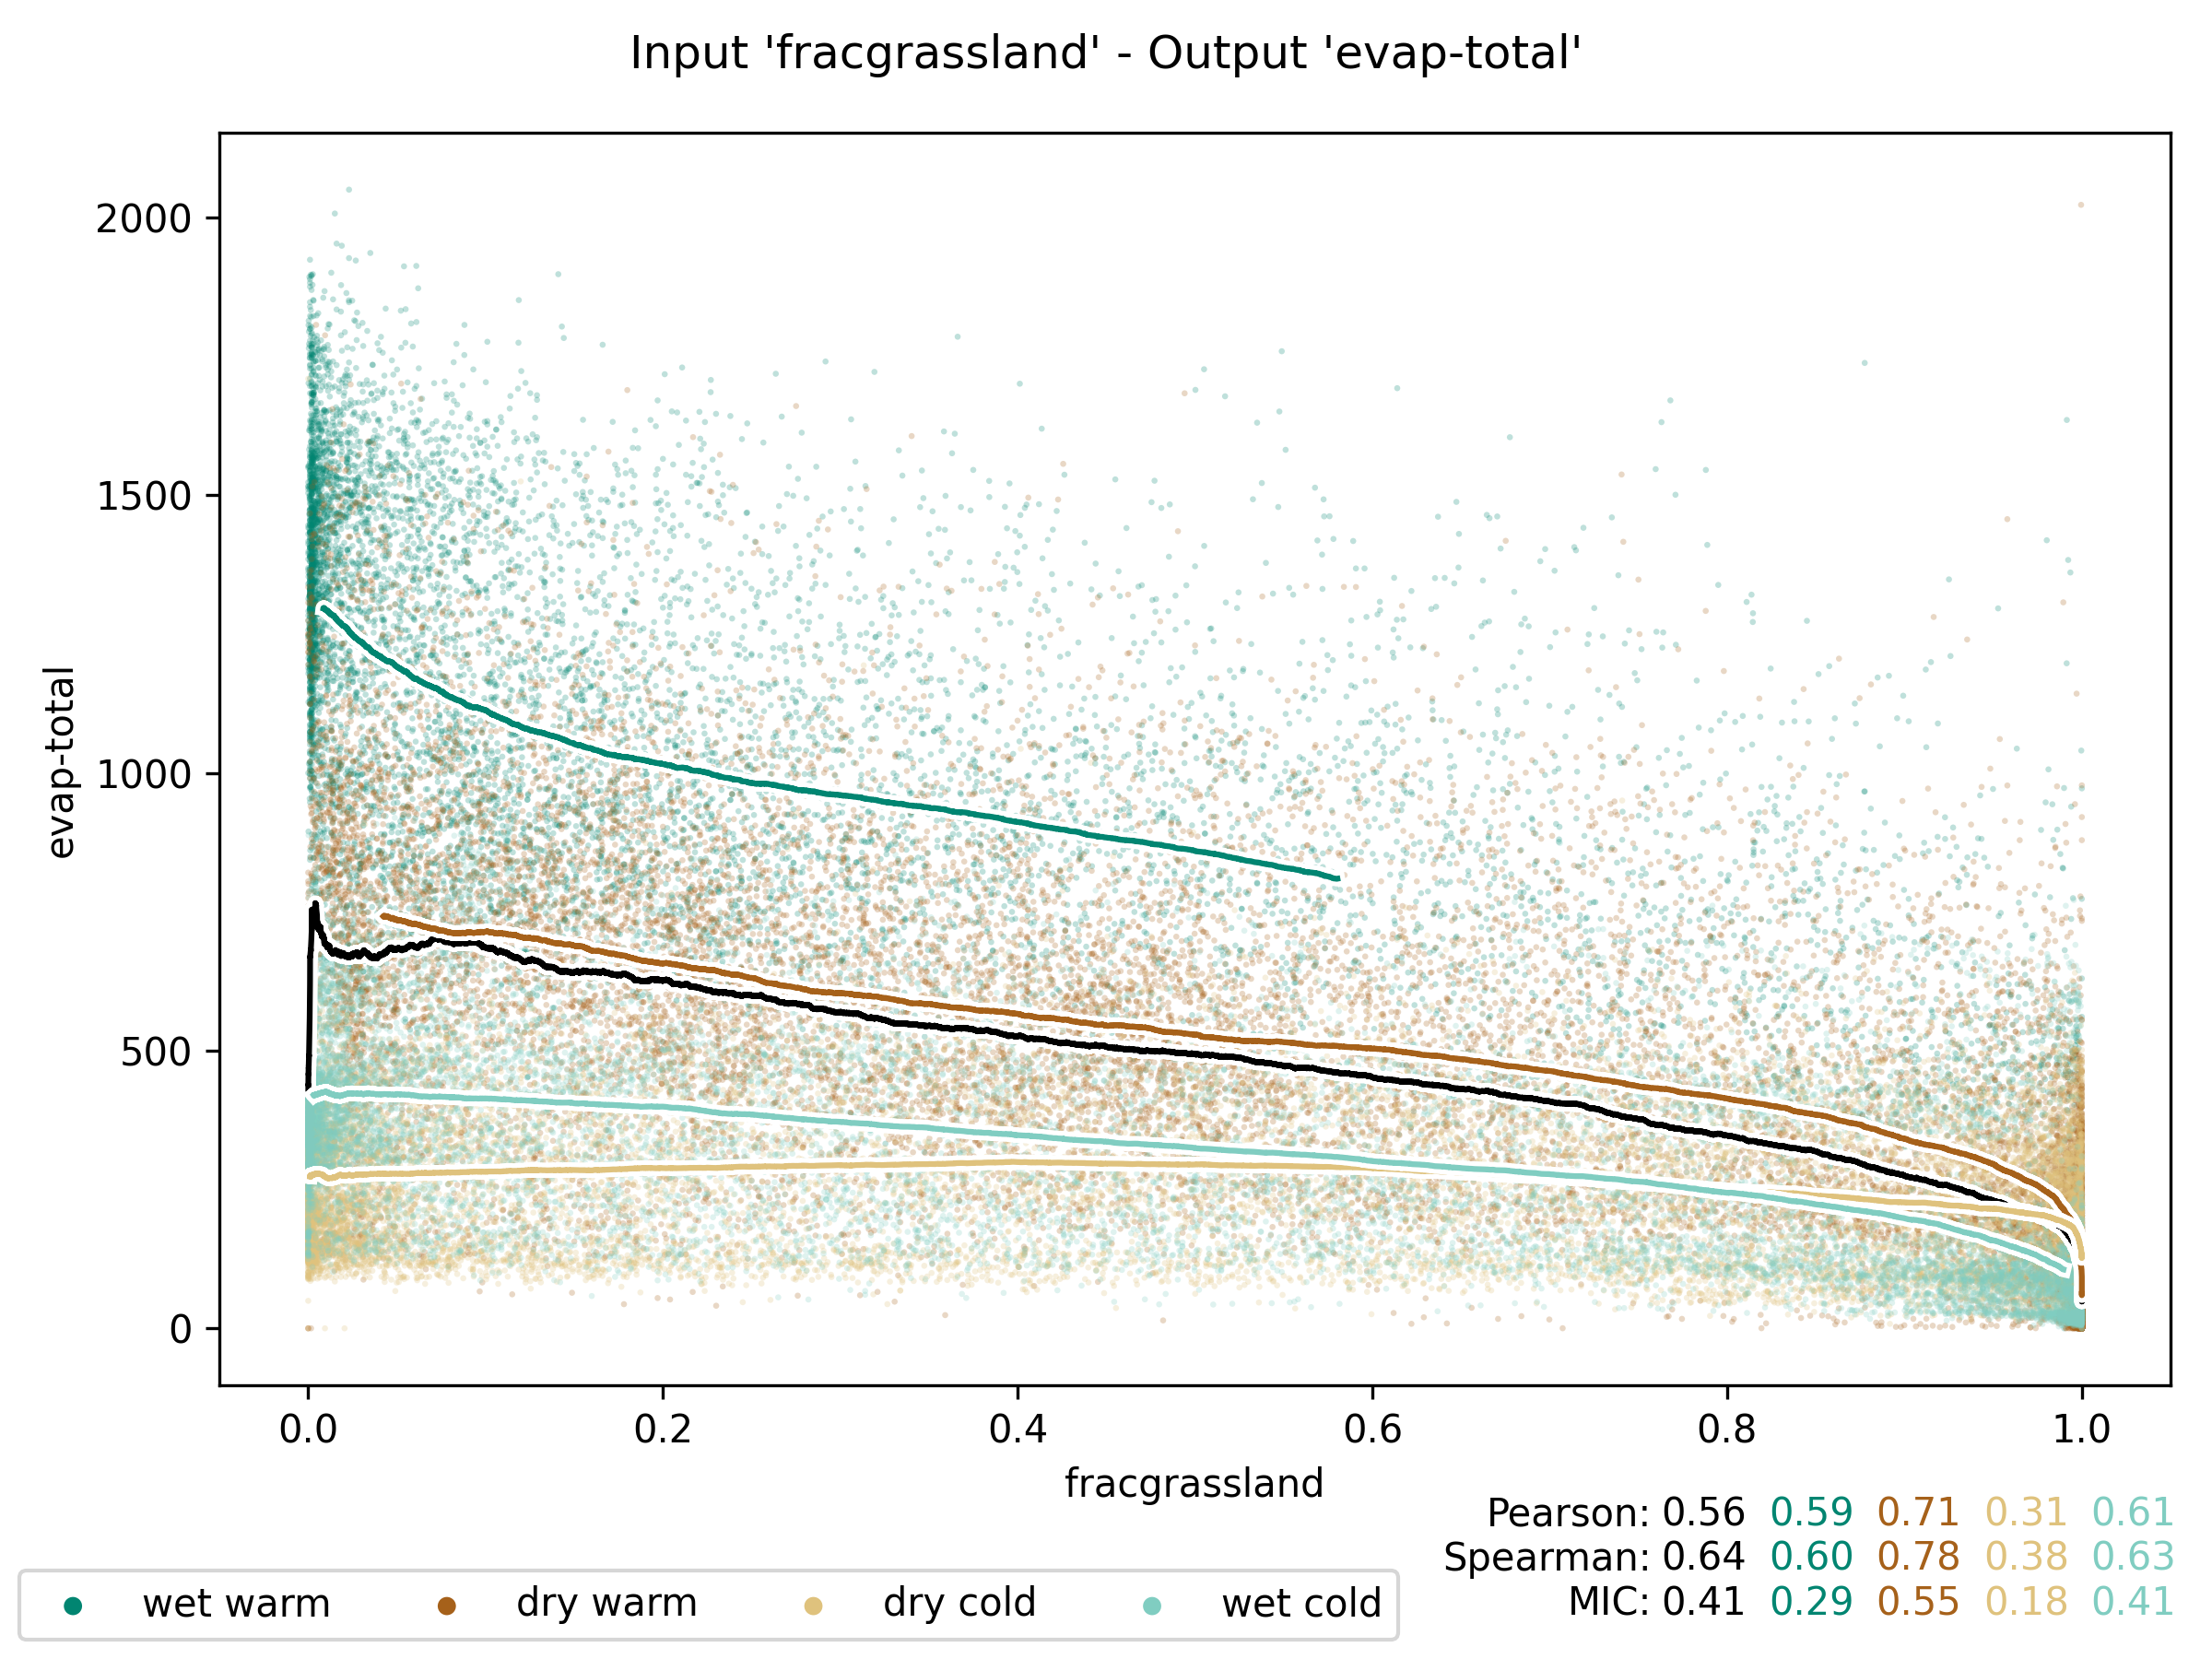 Input 'fracgrassland' - Output 'evap-total'
2000
1500
1000
500
0
evap-total
0.0 0.2 0.4 0.6 0.8 1.0
fracgrassland
Pearson: 0.56 0.59 0.71 0.31 0.61
Spearman: 0.64 0.60 0.78 0.38 0.63
MIC: 0.41 0.29 0.55 0.18 0.41
wet warm dry warm dry cold wet cold